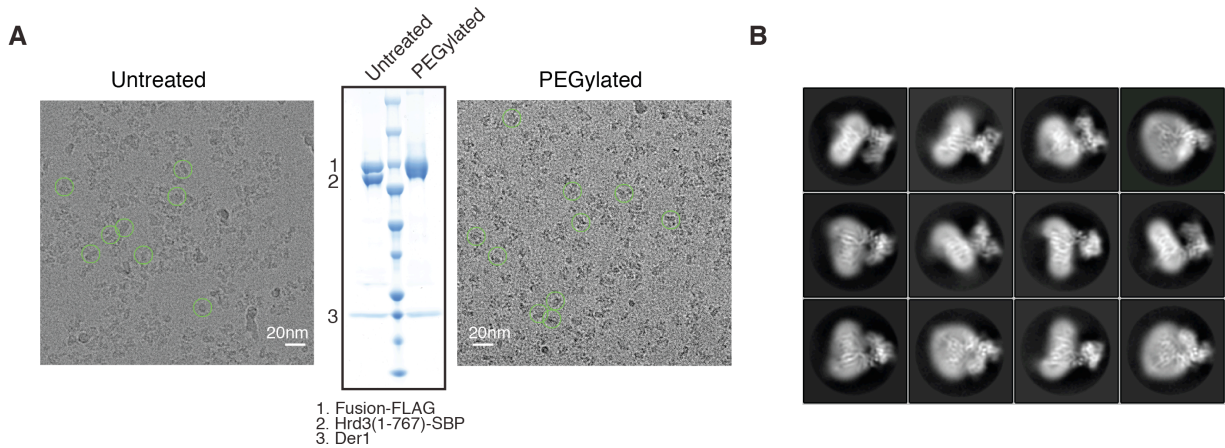 A
B
Untreated
Untreated
PEGylated
PEGylated
1
2
3
20nm
20nm
1. Fusion-FLAG
2. Hrd3(1-767)-SBP
3. Der1